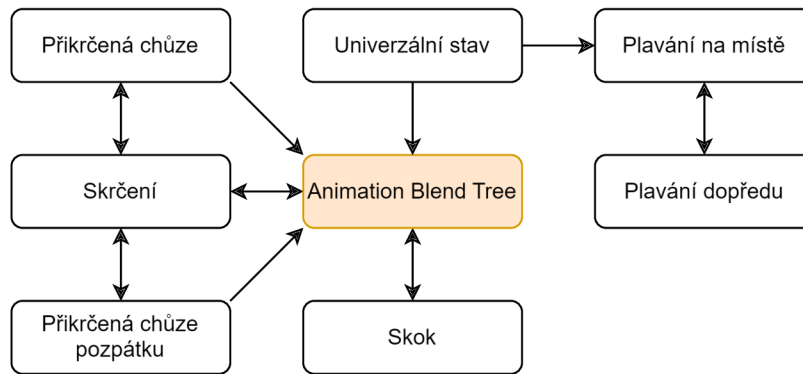 Přikrčená chůze
Univerzální stav
Plavání na místě
Skrčení
Animation Blend Tree
Plavání dopředu
Přikrčená chůze
pozpátku
Skok